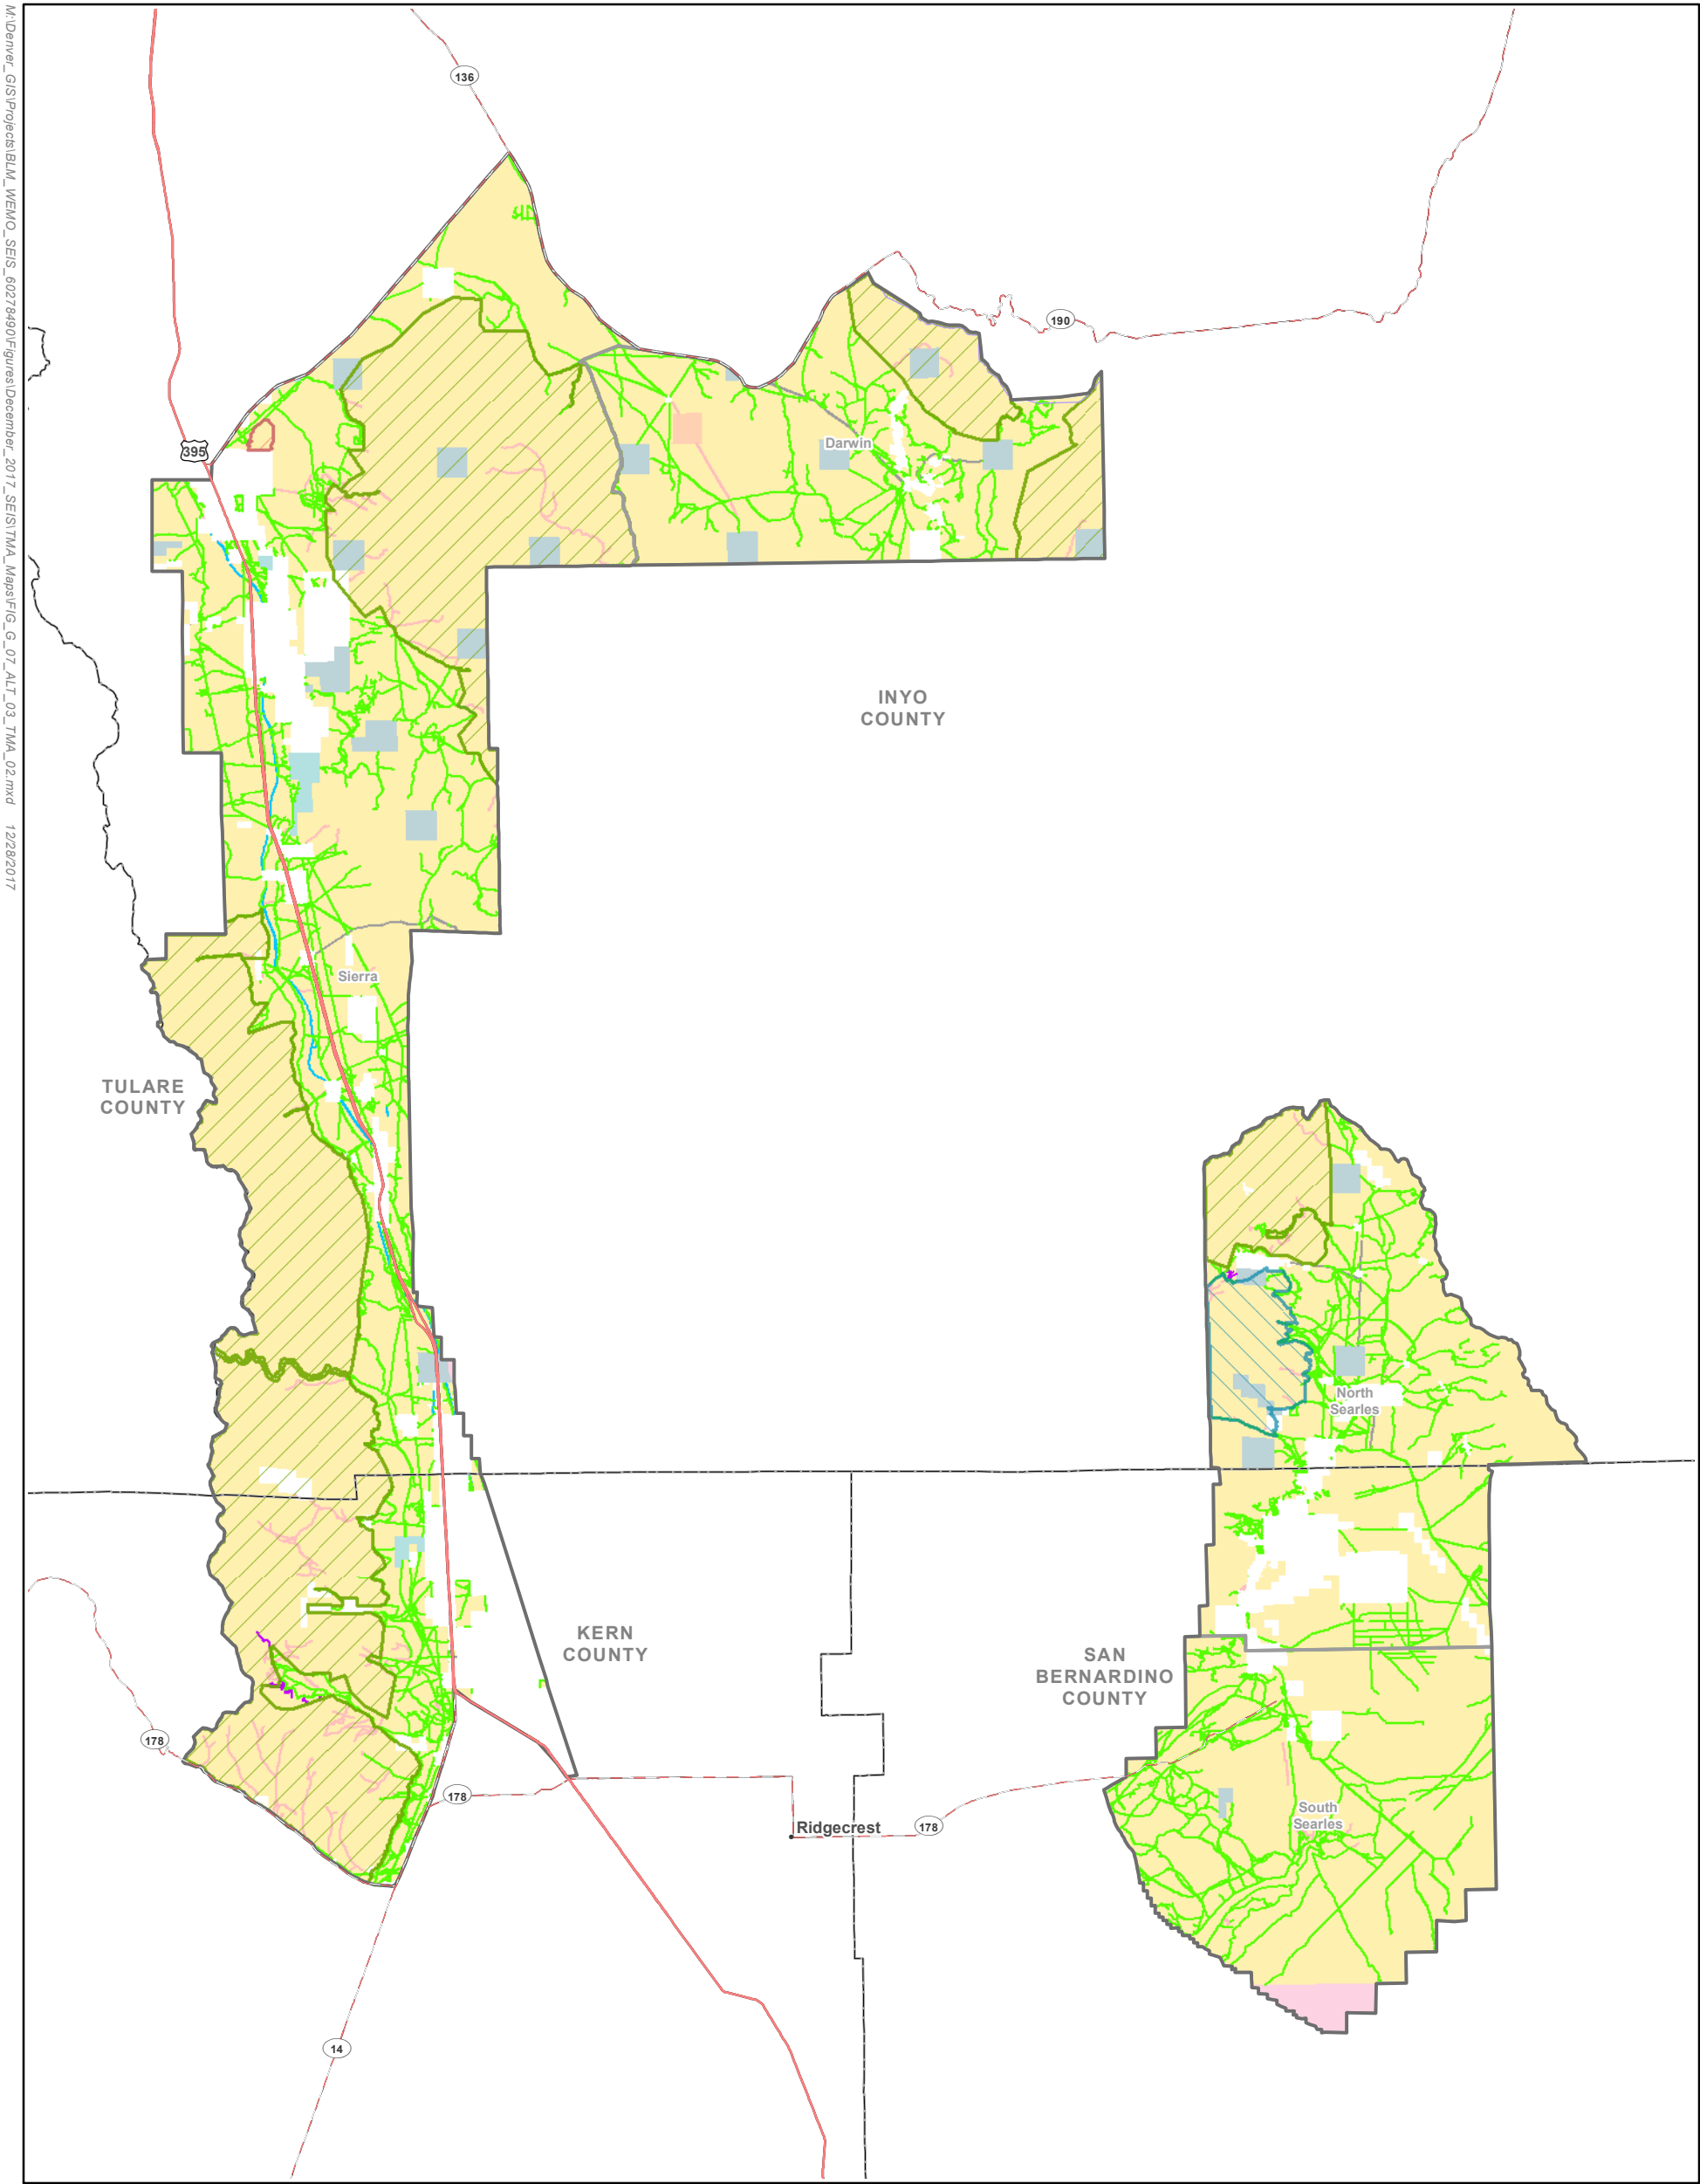 M:\Denver_GIS\Projects\BLM_WEMO_SEIS_60278490\Figures\December_2017_SEIS\TMA_Maps\FIG_G_07_ALT_03_TMA_02.mxd 12/28/2017
136
190
395
Darwin
INYO
COUNTY
Sierra
TULARE
COUNTY
North
Searles
KERN
COUNTY
SAN
BERNARDINO
COUNTY
178
178
Ridgecrest
178
South
Searles
14